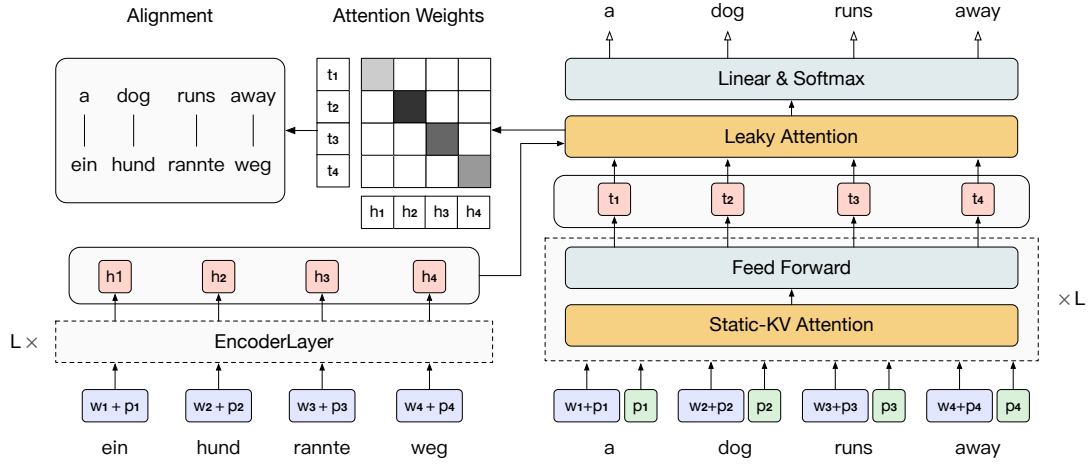 Alignment
Attention Weights
a dog runs away
ein hund rannte weg
t1
t2
t3
t4
h1 h2 h3 h4
h1 h2 h3 h4
L ×
EncoderLayer
w1 + p1 w2 + p2 w3 + p3 w4 + p4
ein hund rannte weg
a dog runs away
Linear & Softmax
Leaky Attention
t1 t2 t3 t4
Feed Forward
Static-KV Attention
× L
w1+p1 p1 w2+p2 p2 w3+p3 p3 w4+p4 p4
a dog runs away